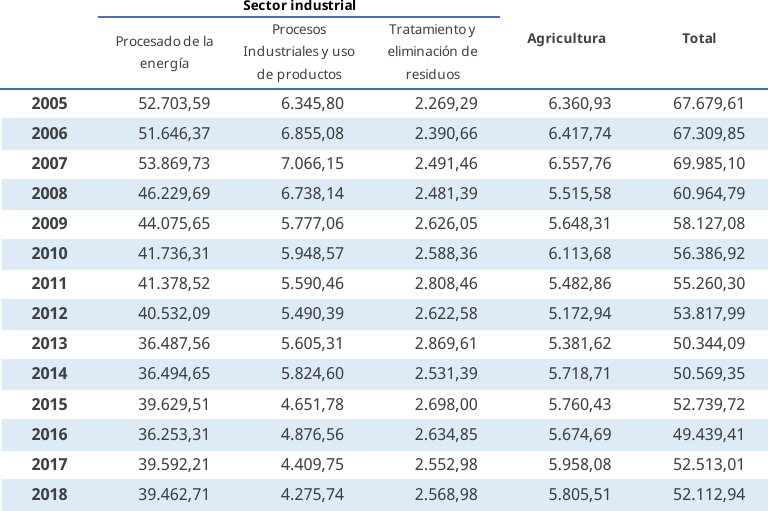 Sector industrial
Procesado de la energía Procesos Industriales y uso de productos Tratamiento y eliminación de residuos Agricultura Total
2005 52.703,59 6.345,80 2.269,29 6.360,93 67.679,61
2006 51.646,37 6.855,08 2.390,66 6.417,74 67.309,85
2007 53.869,73 7.066,15 2.491,46 6.557,76 69.985,10
2008 46.229,69 6.738,14 2.481,39 5.515,58 60.964,79
2009 44.075,65 5.777,06 2.626,05 5.648,31 58.127,08
2010 41.736,31 5.948,57 2.588,36 6.113,68 56.386,92
2011 41.378,52 5.590,46 2.808,46 5.482,86 55.260,30
2012 40.532,09 5.490,39 2.622,58 5.172,94 53.817,99
2013 36.487,56 5.605,31 2.869,61 5.381,62 50.344,09
2014 36.494,65 5.824,60 2.531,39 5.718,71 50.569,35
2015 39.629,51 4.651,78 2.698,00 5.760,43 52.739,72
2016 36.253,31 4.876,56 2.634,85 5.674,69 49.439,41
2017 39.592,21 4.409,75 2.552,98 5.958,08 52.513,01
2018 39.462,71 4.275,74 2.568,98 5.805,51 52.112,94